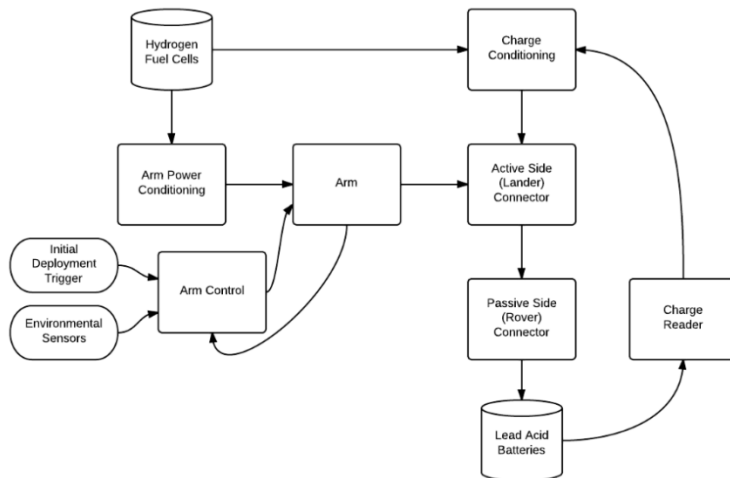 Hydrogen
Fuel Cells
Charge
Conditioning
Arm Power
Conditioning
Arm
Active Side
(Lander)
Connector
Initial
Deployment
Trigger
Arm Control
Environmental
Sensors
Passive Side
(Rover)
Connector
Charge
Reader
Lead Acid
Batteries